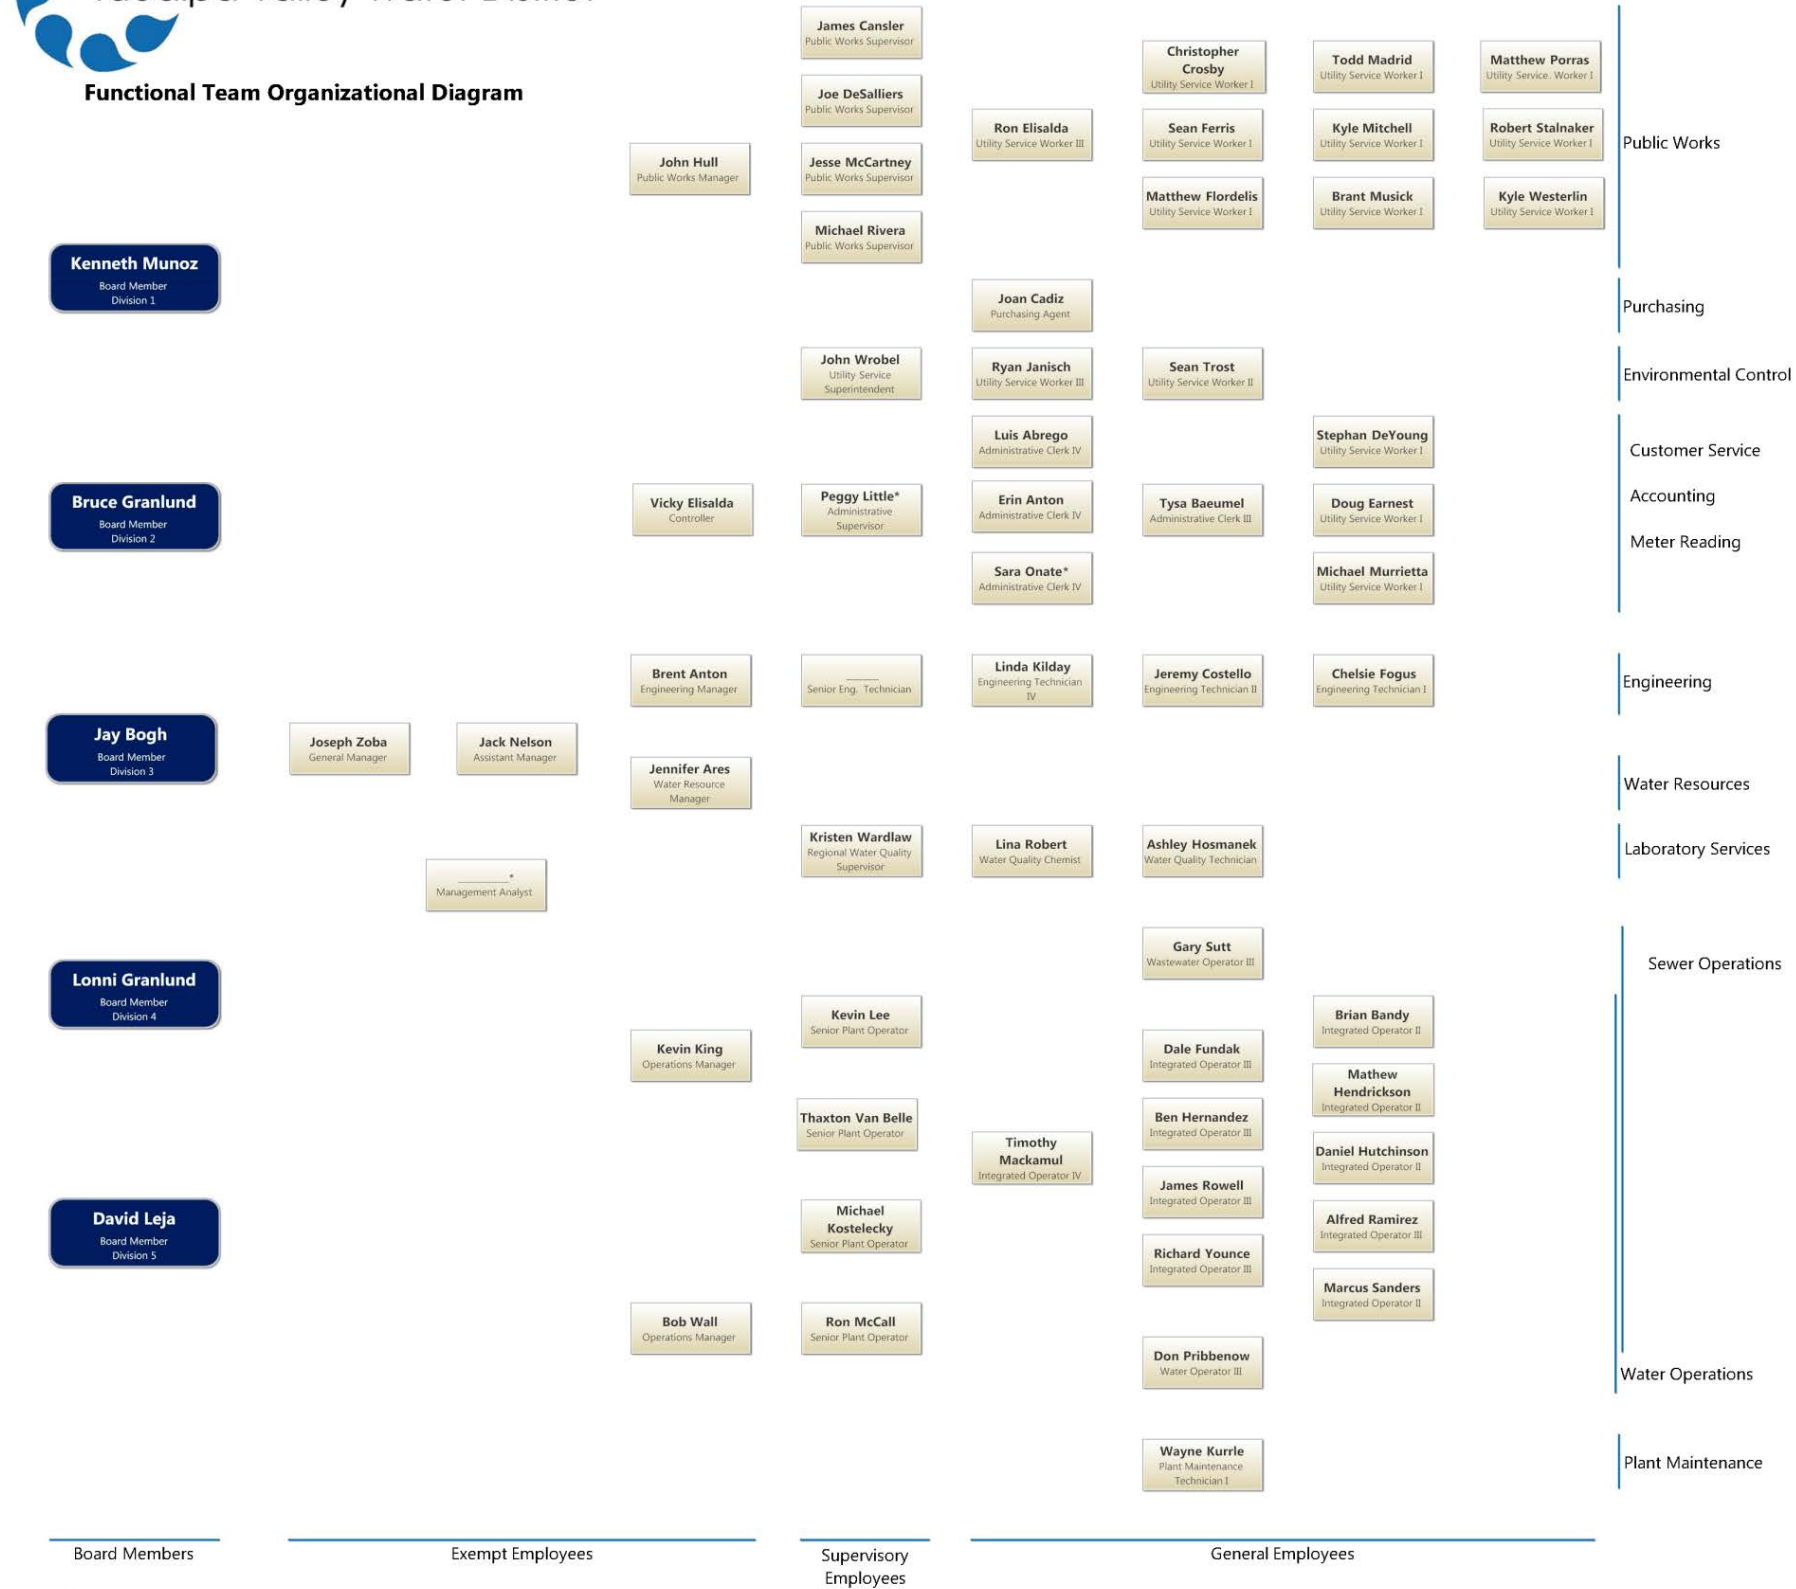 Functional Team Organizational Diagram
James Cansler
Public Works Supervisor
Joe DeSalliers
Public Works Supervisor
Jesse McCartney
Public Works Supervisor
Michael Rivera
Public Works Supervisor
John Hull
Public Works Manager
Ron Elisalda
Utility Service Worker III
Christopher
Crosby
Utility Service Worker I
Todd Madrid
Utility Service Worker I
Matthew Porras
Utility Service. Worker I
Sean Ferris
Utility Service Worker I
Kyle Mitchell
Utility Service Worker I
Robert Stalnaker
Utility Service Worker I
Matthew Flordelis
Utility Service Worker I
Brant Musick
Utility Service Worker I
Kyle Westerlin
Utility Service Worker I
Public Works
Kenneth Munoz
Board Member
Division 1
Joan Cadiz
Purchasing Agent
Purchasing
John Wrobel
Utility Service
Superintendent
Ryan Janisch
Utility Service Worker III
Sean Trost
Utility Service Worker II
Environmental Control
Bruce Granlund
Board Member
Division 2
Vicky Elisalda
Controller
Peggy Little*
Administrative
Supervisor
Luis Abrego
Administrative Clerk IV
Erin Anton
Administrative Clerk IV
Sara Onate*
Administrative Clerk IV
Tysa Baeumel
Administrative Clerk III
Stephan DeYoung
Utility Service Worker I
Doug Earnest
Utility Service Worker I
Michael Murrietta
Utility Service Worker I
Customer Service
Accounting
Meter Reading
Brent Anton
Engineering Manager
______
Senior Eng. Technician
Linda Kilday
Engineering Technician
IV
Jeremy Costello
Engineering Technician II
Chelsie Fogus
Engineering Technician I
Engineering
Jay Bogh
Board Member
Division 3
Joseph Zoba
General Manager
Jack Nelson
Assistant Manager
Jennifer Ares
Water Resource
Manager
Water Resources
Kristen Wardlaw
Regional Water Quality
Supervisor
Lina Robert
Water Quality Chemist
Ashley Hosmanek
Water Quality Technician
Laboratory Services
__________*
Management Analyst
Lonni Granlund
Board Member
Division 4
Gary Sutt
Wastewater Operator III
Sewer Operations
Kevin King
Operations Manager
Kevin Lee
Senior Plant Operator
Thaxton Van Belle
Senior Plant Operator
Michael
Kostelecky
Senior Plant Operator
Timothy
Mackamul
Integrated Operator IV
Dale Fundak
Integrated Operator III
Ben Hernandez
Integrated Operator III
James Rowell
Integrated Operator III
Richard Younce
Integrated Operator III
Brian Bandy
Integrated Operator II
Mathew
Hendrickson
Integrated Operator II
Daniel Hutchinson
Integrated Operator II
Alfred Ramirez
Integrated Operator III
Marcus Sanders
Integrated Operator II
David Leja
Board Member
Division 5
Bob Wall
Operations Manager
Ron McCall
Senior Plant Operator
Don Pribbenow
Water Operator III
Water Operations
Wayne Kurrle
Plant Maintenance
Technician I
Plant Maintenance
Board Members
Exempt Employees
Supervisory
Employees
General Employees